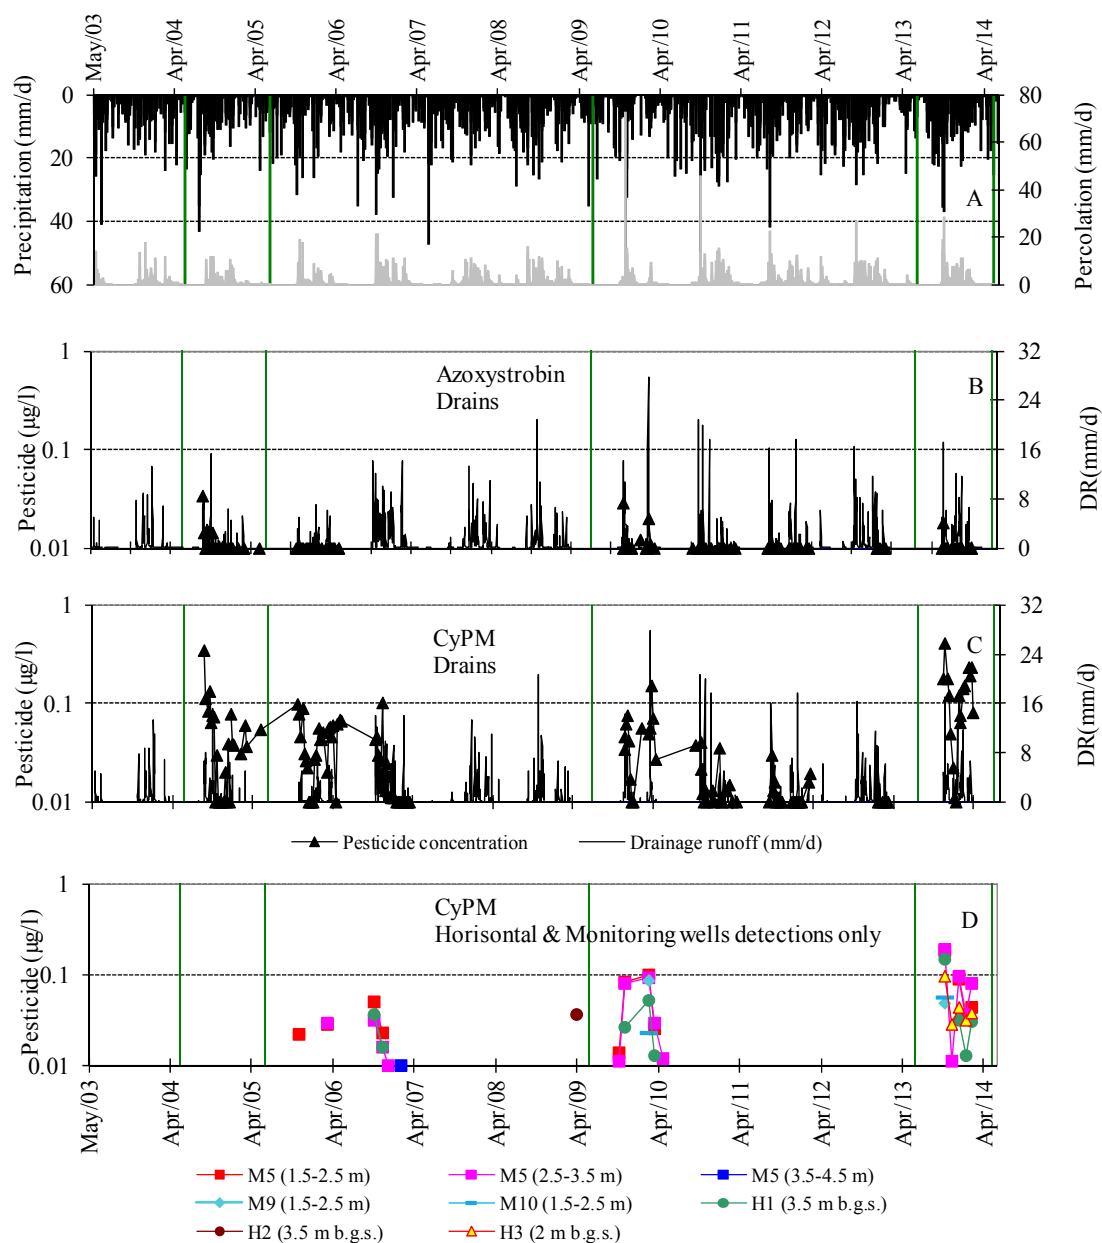 May/03 Apr/04 Apr/05 Apr/06 Apr/07 Apr/08 Apr/09 Apr/10 Apr/11 Apr/12 Apr/13 Apr/14
Precipitation (mm/d)
0
20
40
60
80
60
40
20
0
Percolation (mm/d)
A
Pesticide (µg/l)
1
0.1
0.01
Azoxystrobin
Drains
B
32
24
16
8
0
DR(mm/d)
Pesticide (µg/l)
1
0.1
0.01
CyPM
Drains
C
32
24
16
8
0
DR(mm/d)
Pesticide concentration Drainage runoff (mm/d)
Pesticide (µg/l)
1
0.1
0.01
CyPM
Horisontal & Monitoring wells detections only
D
May/03 Apr/04 Apr/05 Apr/06 Apr/07 Apr/08 Apr/09 Apr/10 Apr/11 Apr/12 Apr/13 Apr/14
M5 (1.5-2.5 m) M5 (2.5-3.5 m) M5 (3.5-4.5 m)
M9 (1.5-2.5 m) M10 (1.5-2.5 m) H1 (3.5 m b.g.s.)
H2 (3.5 m b.g.s.) H3 (2 m b.g.s.)